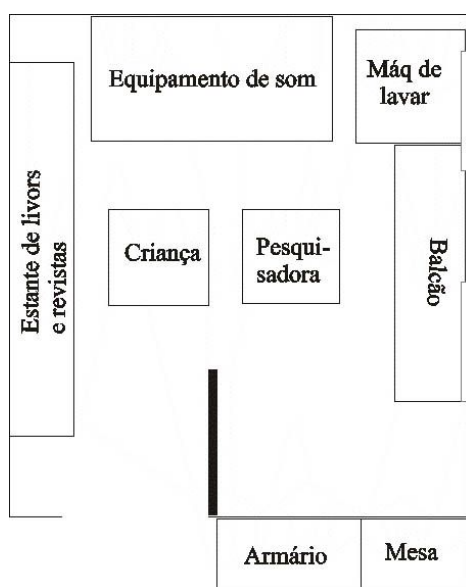 Equipamento de som
Máq de
lavar
Estante de livors
e revistas
Criança
Pesqui-
sadora
Balcão
Armário
Mesa